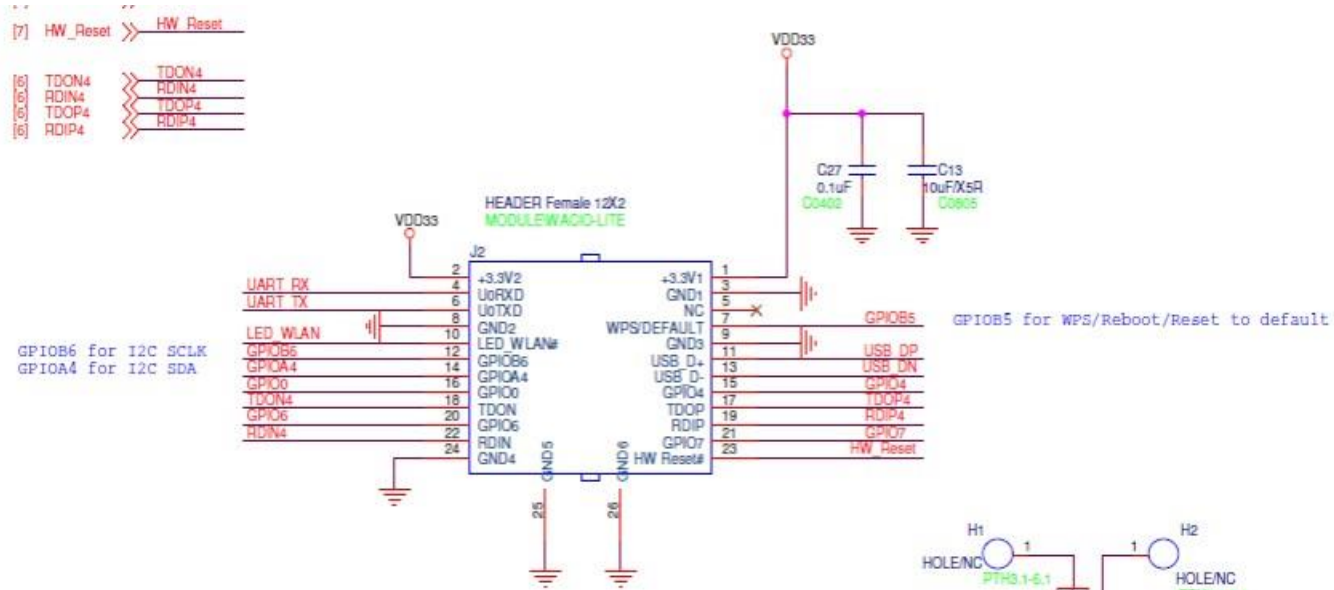 [7] HW_Reset HW_Reset
[6] TDON4 TDON4
[6] RDIN4 RDIN4
[6] TDOP4 TDOP4
[6] RDIP4 RDIP4
VDD33
C27
0.1uF
C0402
C13
10uF/X5R
C0805
HEADER Female 12X2
MODULE\WACIO-LITE
VDD33
J2
2 +3.3V2 +3.3V1 1
UART_RX 4 U0RXD GND1 3
UART_TX 6 U0TXD NC 5
8 GND2 WPS/DEFAULT 7 GPIOB5
LED_WLAN 10 LED_WLAN# GND3 9
GPIOB6 12 GPIOB6 USB_D+ 11 USB_DP
GPIOA4 14 GPIOA4 USB_D- 13 USB_DN
GPIO0 16 GPIO0 GPIO4 15 GPIO4
TDON4 18 TDON TDOP 17 TDOP4
GPIO6 20 GPIO6 RDIP 19 RDIP4
RDIN4 22 RDIN GPIO7 21 GPIO7
24 GND4 HW Reset# 23 HW_Reset
GND5
GND6
25
26
GPIOB5 for WPS/Reboot/Reset to default
GPIOB6 for I2C SCLK
GPIOA4 for I2C SDA
H1
1
HOLE/NC
PTH3.1-6.1
H2
1
HOLE/NC